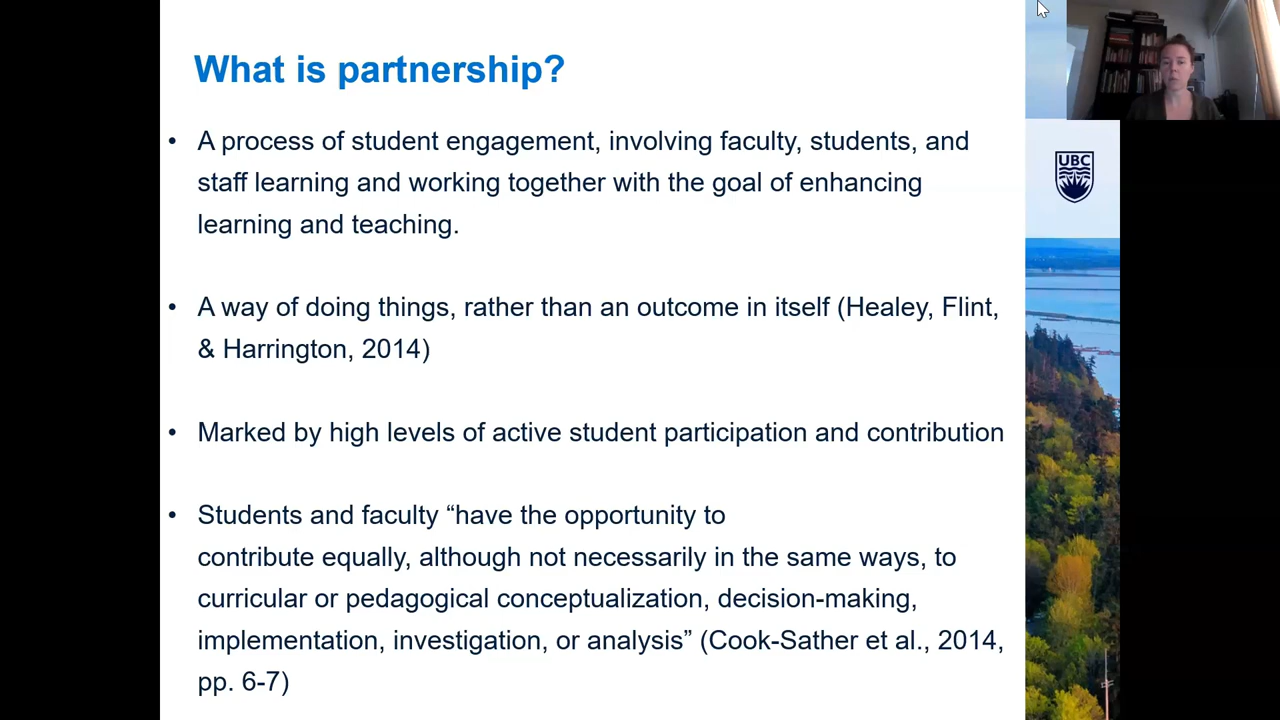 What is partnership?
• A process of student engagement, involving faculty, students, and
staff learning and working together with the goal of enhancing
learning and teaching.
• A way of doing things, rather than an outcome in itself (Healey, Flint,
& Harrington, 2014)
• Marked by high levels of active student participation and contribution
• Students and faculty “have the opportunity to
contribute equally, although not necessarily in the same ways, to
curricular or pedagogical conceptualization, decision-making,
implementation, investigation, or analysis” (Cook-Sather et al., 2014,
pp. 6-7)
UBC